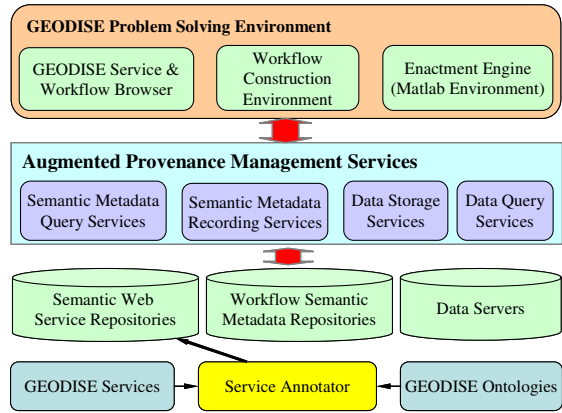 GEODISE Problem Solving Environment
GEODISE Service &
Workflow Browser
Workflow
Construction
Environment
Enactment Engine
(Matlab Environment)
Augmented Provenance Management Services
Semantic Metadata
Query Services
Semantic Metadata
Recording Services
Data Storage
Services
Data Query
Services
Semantic Web
Service Repositories
Workflow Semantic
Metadata Repositories
Data Servers
GEODISE Services
Service Annotator
GEODISE Ontologies